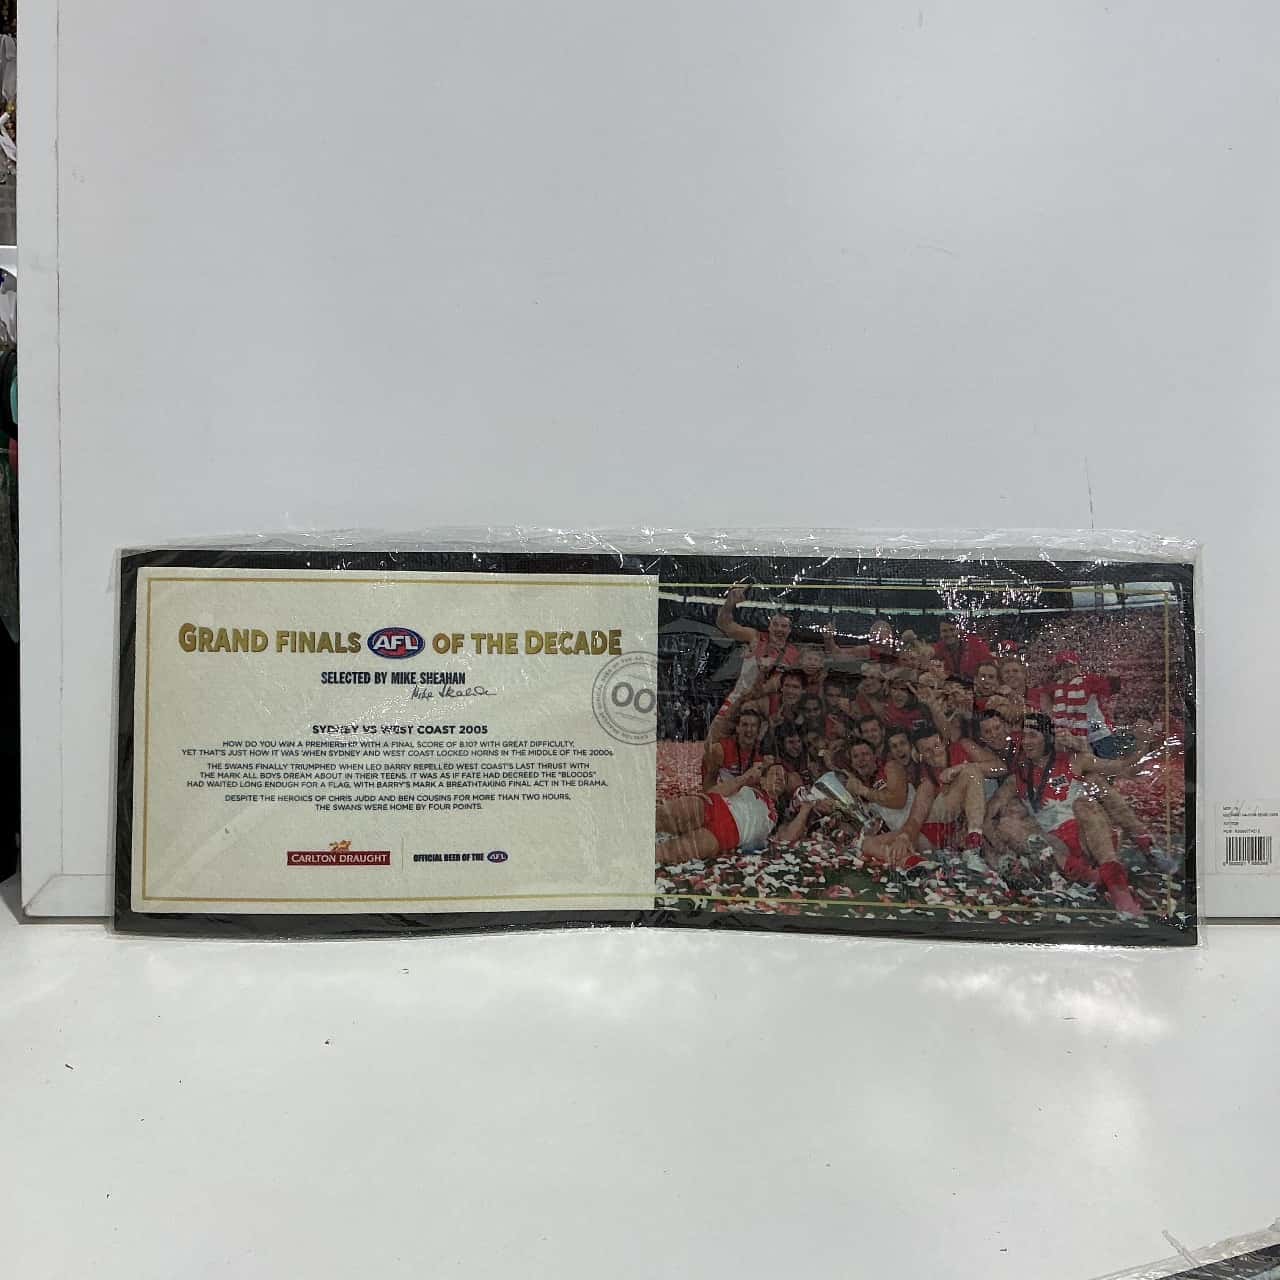 GRAND FINALS AFL OF THE DECADE
SELECTED BY MIKE SHEAHAN
Mike Sheahan
SYDNEY VS WEST COAST 2005
HOW DO YOU WIN A PREMIERSHIP WITH A FINAL SCORE OF 8.10? WITH GREAT DIFFICULTY.
YET THAT'S JUST HOW IT WAS WHEN SYDNEY AND WEST COAST LOCKED HORNS IN THE MIDDLE OF THE 2000s.
THE SWANS FINALLY TRIUMPHED WHEN LEO BARRY REPELLED WEST COAST'S LAST THRUST WITH
THE MARK ALL BOYS DREAM ABOUT IN THEIR TEENS. IT WAS AS IF FATE HAD DECREED THE "BLOODS"
HAD WAITED LONG ENOUGH FOR A FLAG, WITH BARRY'S MARK A BREATHTAKING FINAL ACT IN THE DRAMA.
DESPITE THE HEROICS OF CHRIS JUDD AND BEN COUSINS FOR MORE THAN TWO HOURS,
THE SWANS WERE HOME BY FOUR POINTS.
CARLTON DRAUGHT
OFFICIAL BEER OF THE AFL